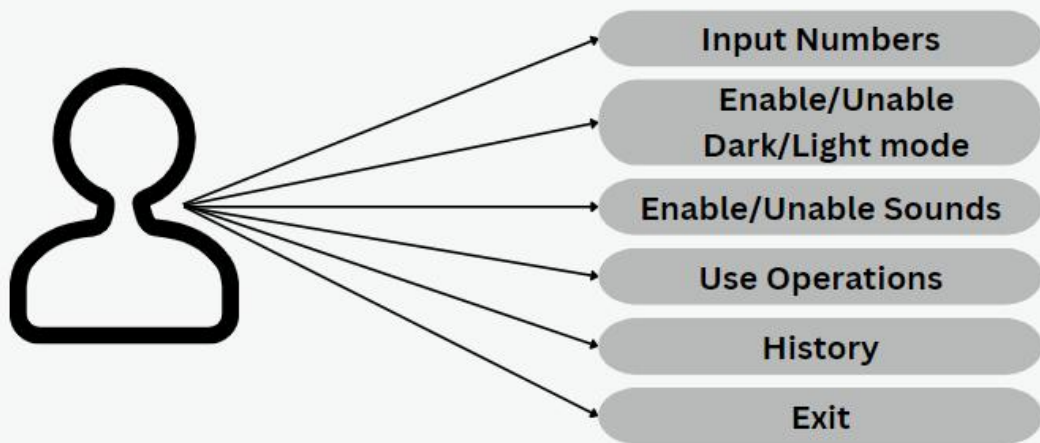 Input Numbers
Enable/Unable
Dark/Light mode
Enable/Unable Sounds
Use Operations
History
Exit